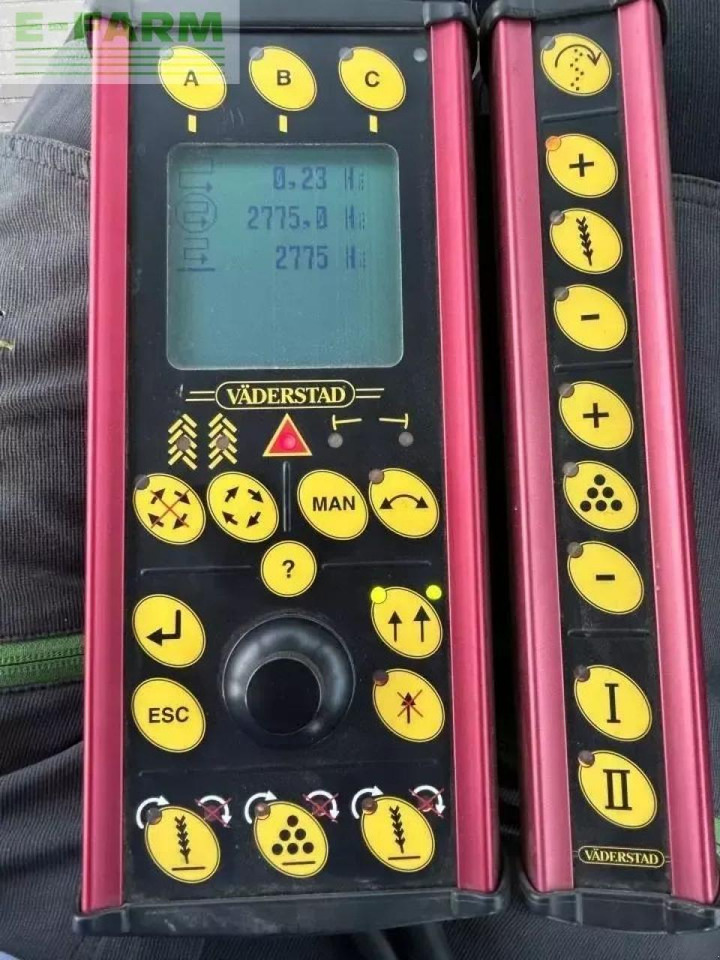 E-FARM
A B C
0,23 Ha
2775,0 Ha
2775 Ha
VÄDERSTAD
MAN
?
ESC
+
-
+
-
I
II
VÄDERSTAD